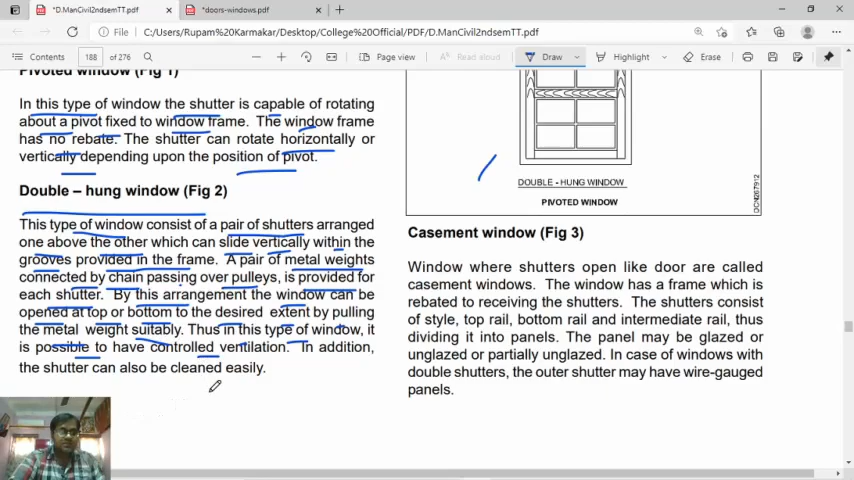 *D.ManCivil2ndsemTT.pdf
*doors-windows.pdf
File
C:/Users/Rupam%20Karmakar/Desktop/College%20Official/PDF/D.ManCivil2ndsemTT.pdf
Contents
188
of 276
Page view
Read aloud
Draw
Highlight
Erase
Pivoted window (Fig 1)
In this type of window the shutter is capable of rotating
about a pivot fixed to window frame. The window frame
has no rebate. The shutter can rotate horizontally or
vertically depending upon the position of pivot.
Double – hung window (Fig 2)
This type of window consist of a pair of shutters arranged
one above the other which can slide vertically within the
grooves provided in the frame. A pair of metal weights
connected by chain passing over pulleys, is provided for
each shutter. By this arrangement the window can be
opened at top or bottom to the desired extent by pulling
the metal weight suitably. Thus in this type of window, it
is possible to have controlled ventilation. In addition,
the shutter can also be cleaned easily.
DOUBLE - HUNG WINDOW
PIVOTED WINDOW
Casement window (Fig 3)
Window where shutters open like door are called
casement windows. The window has a frame which is
rebated to receiving the shutters. The shutters consist
of style, top rail, bottom rail and intermediate rail, thus
dividing it into panels. The panel may be glazed or
unglazed or partially unglazed. In case of windows with
double shutters, the outer shutter may have wire-gauged
panels.